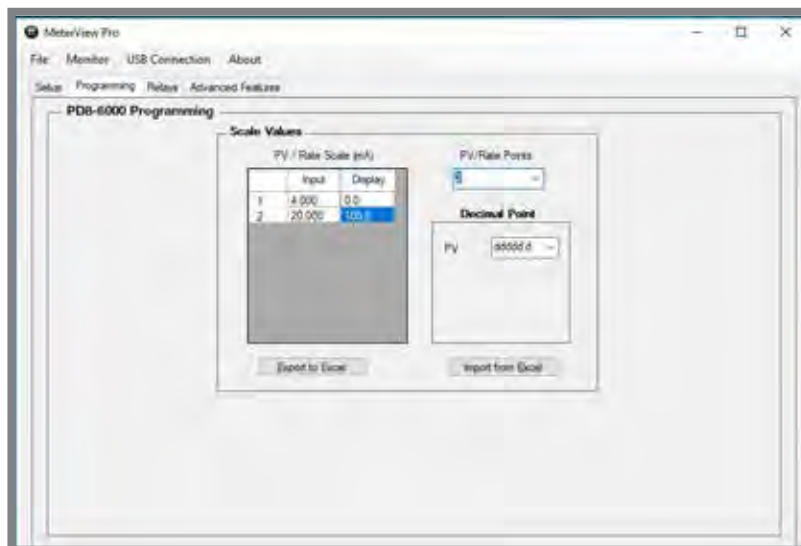 MeterView Pro
File Monitor USB Connection About
Setup Programming Relays Advanced Features
PD8-6000 Programming
Scale Values
PV / Rate Scale (mA)
PV/Rate Points
Input Display
1 4.000 0.0
2 20.000 100.0
Decimal Point
PV ddddd.d
Export to Excel
Import from Excel